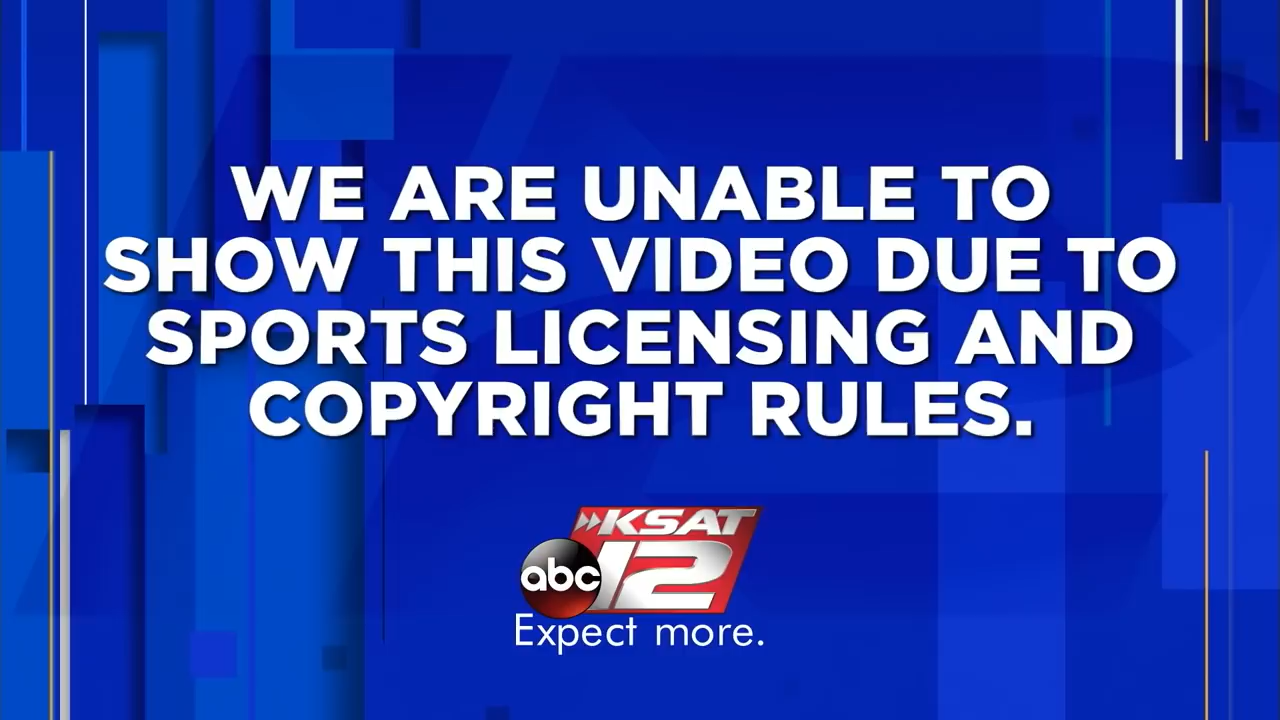 WE ARE UNABLE TO
SHOW THIS VIDEO DUE TO
SPORTS LICENSING AND
COPYRIGHT RULES.
KSAT
abc 12
Expect more.